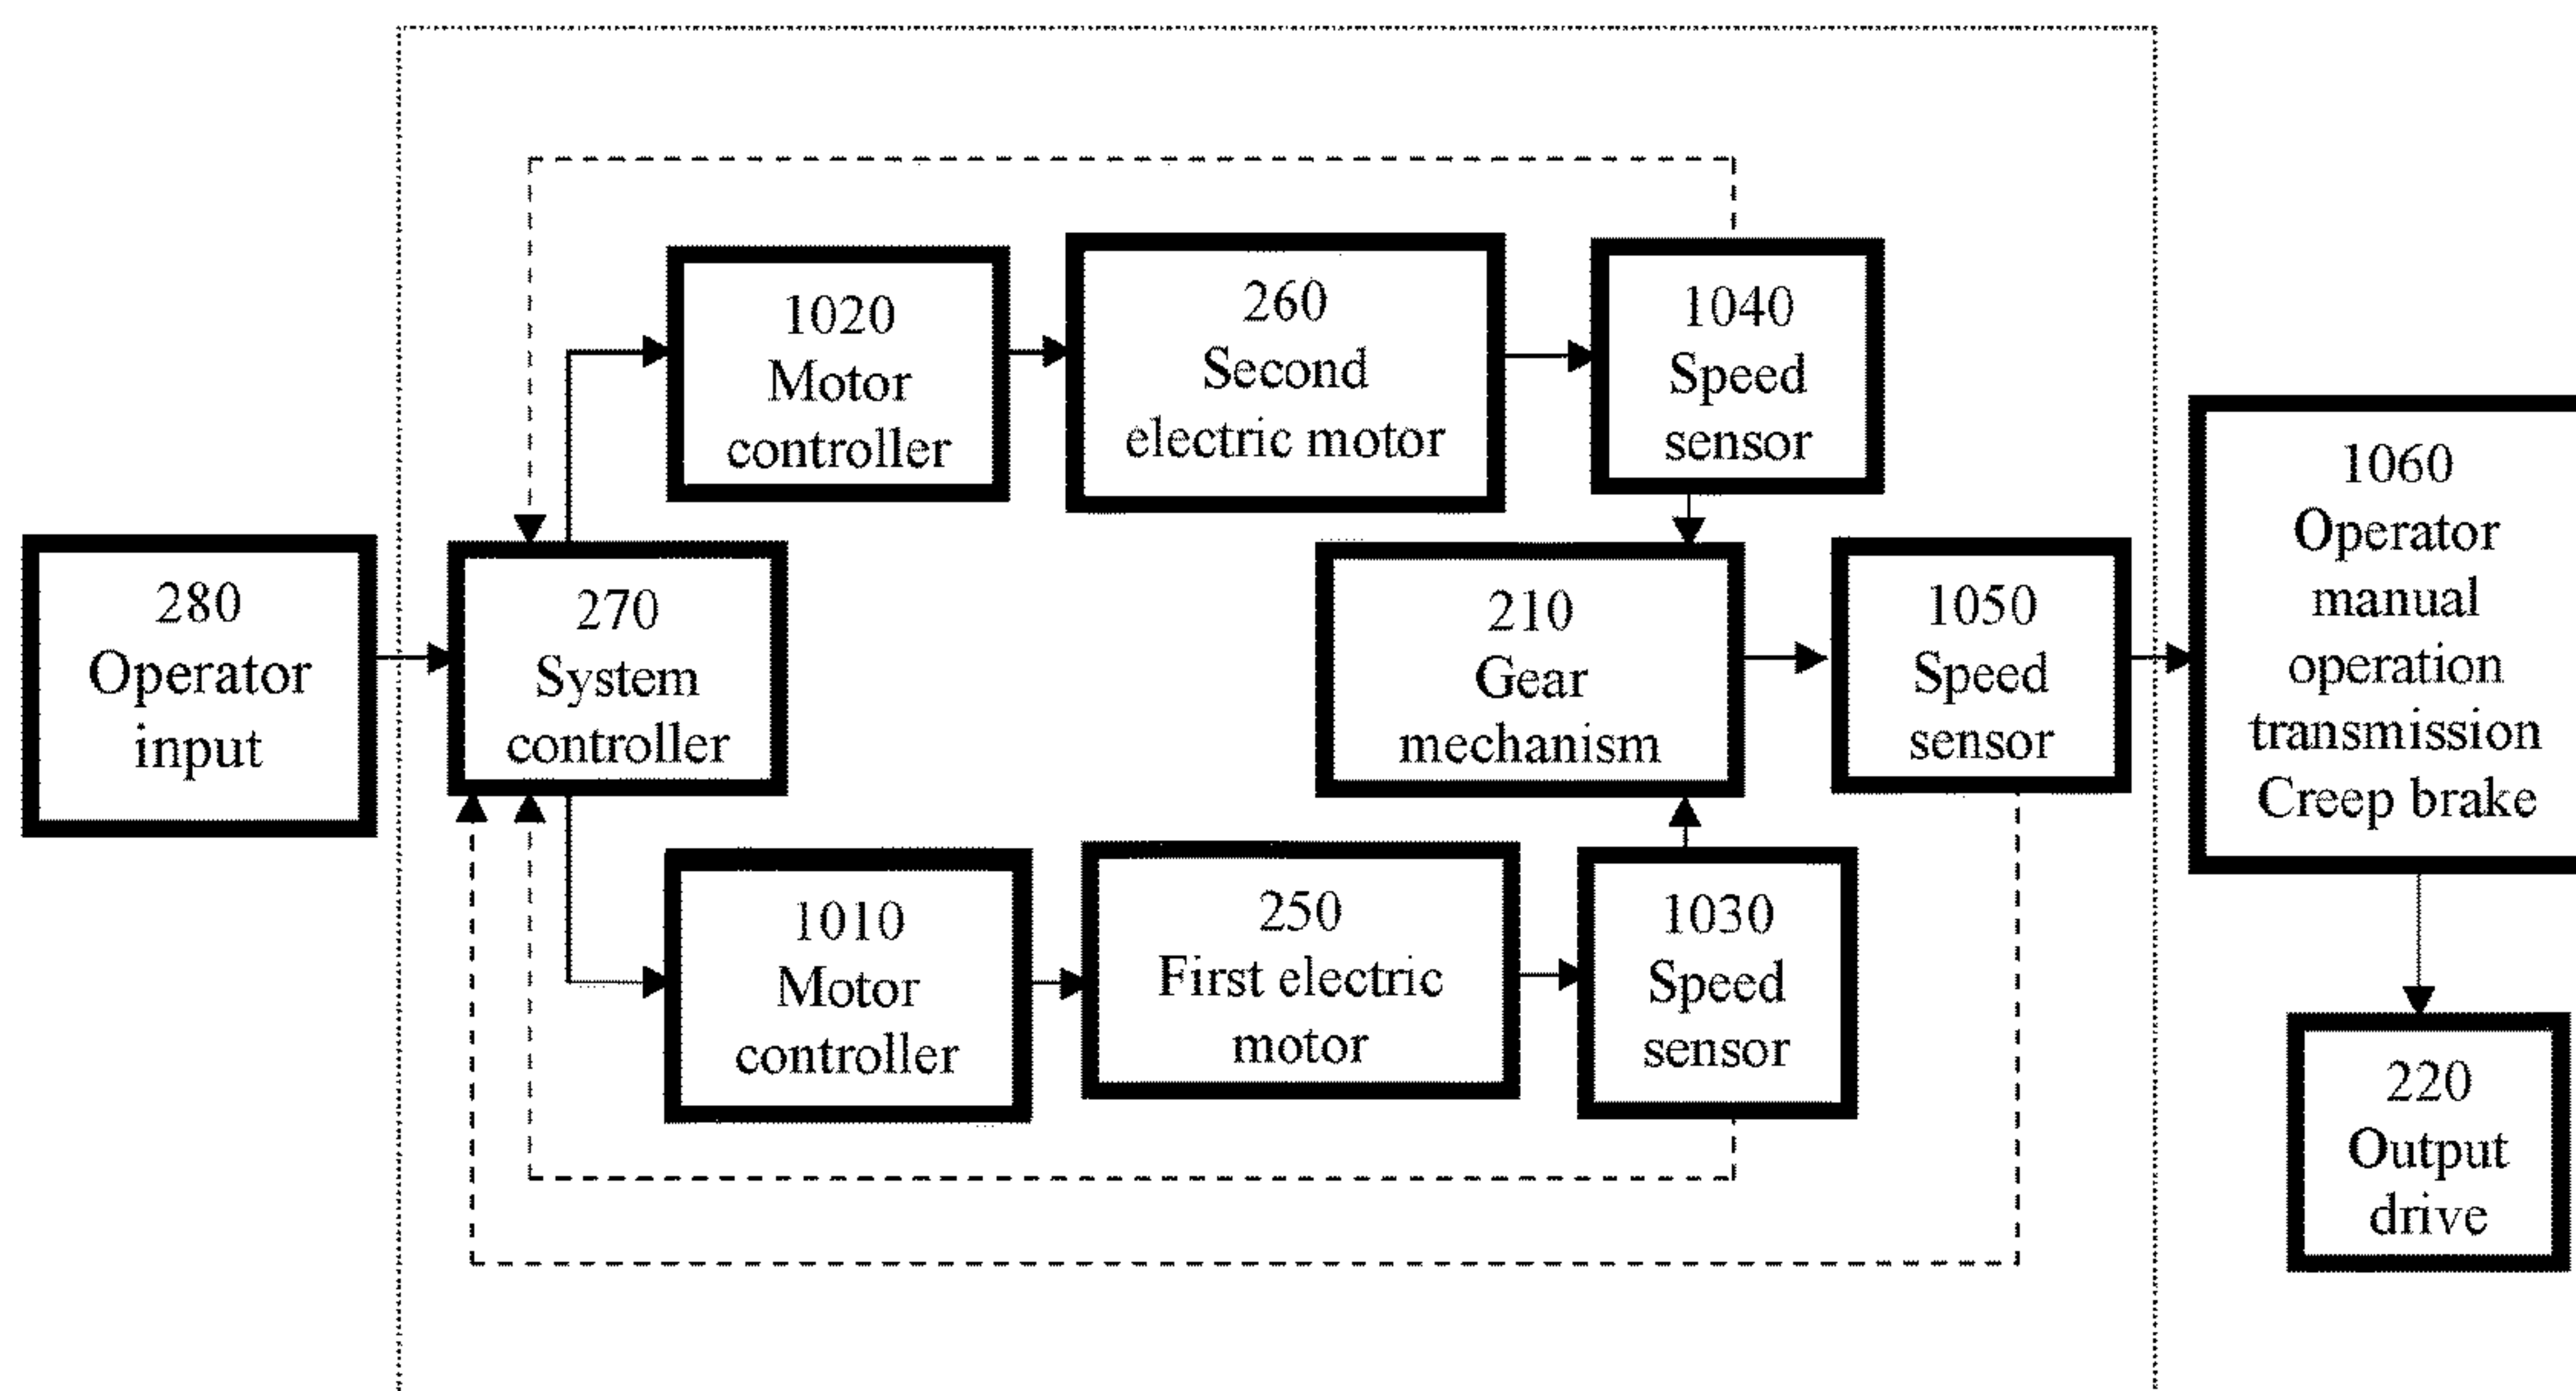 280
Operator
input
270
System
controller
1020
Motor
controller
260
Second
electric motor
1040
Speed
sensor
1010
Motor
controller
250
First electric
motor
1030
Speed
sensor
210
Gear
mechanism
1050
Speed
sensor
1060
Operator
manual
operation
transmission
Creep brake
220
Output
drive